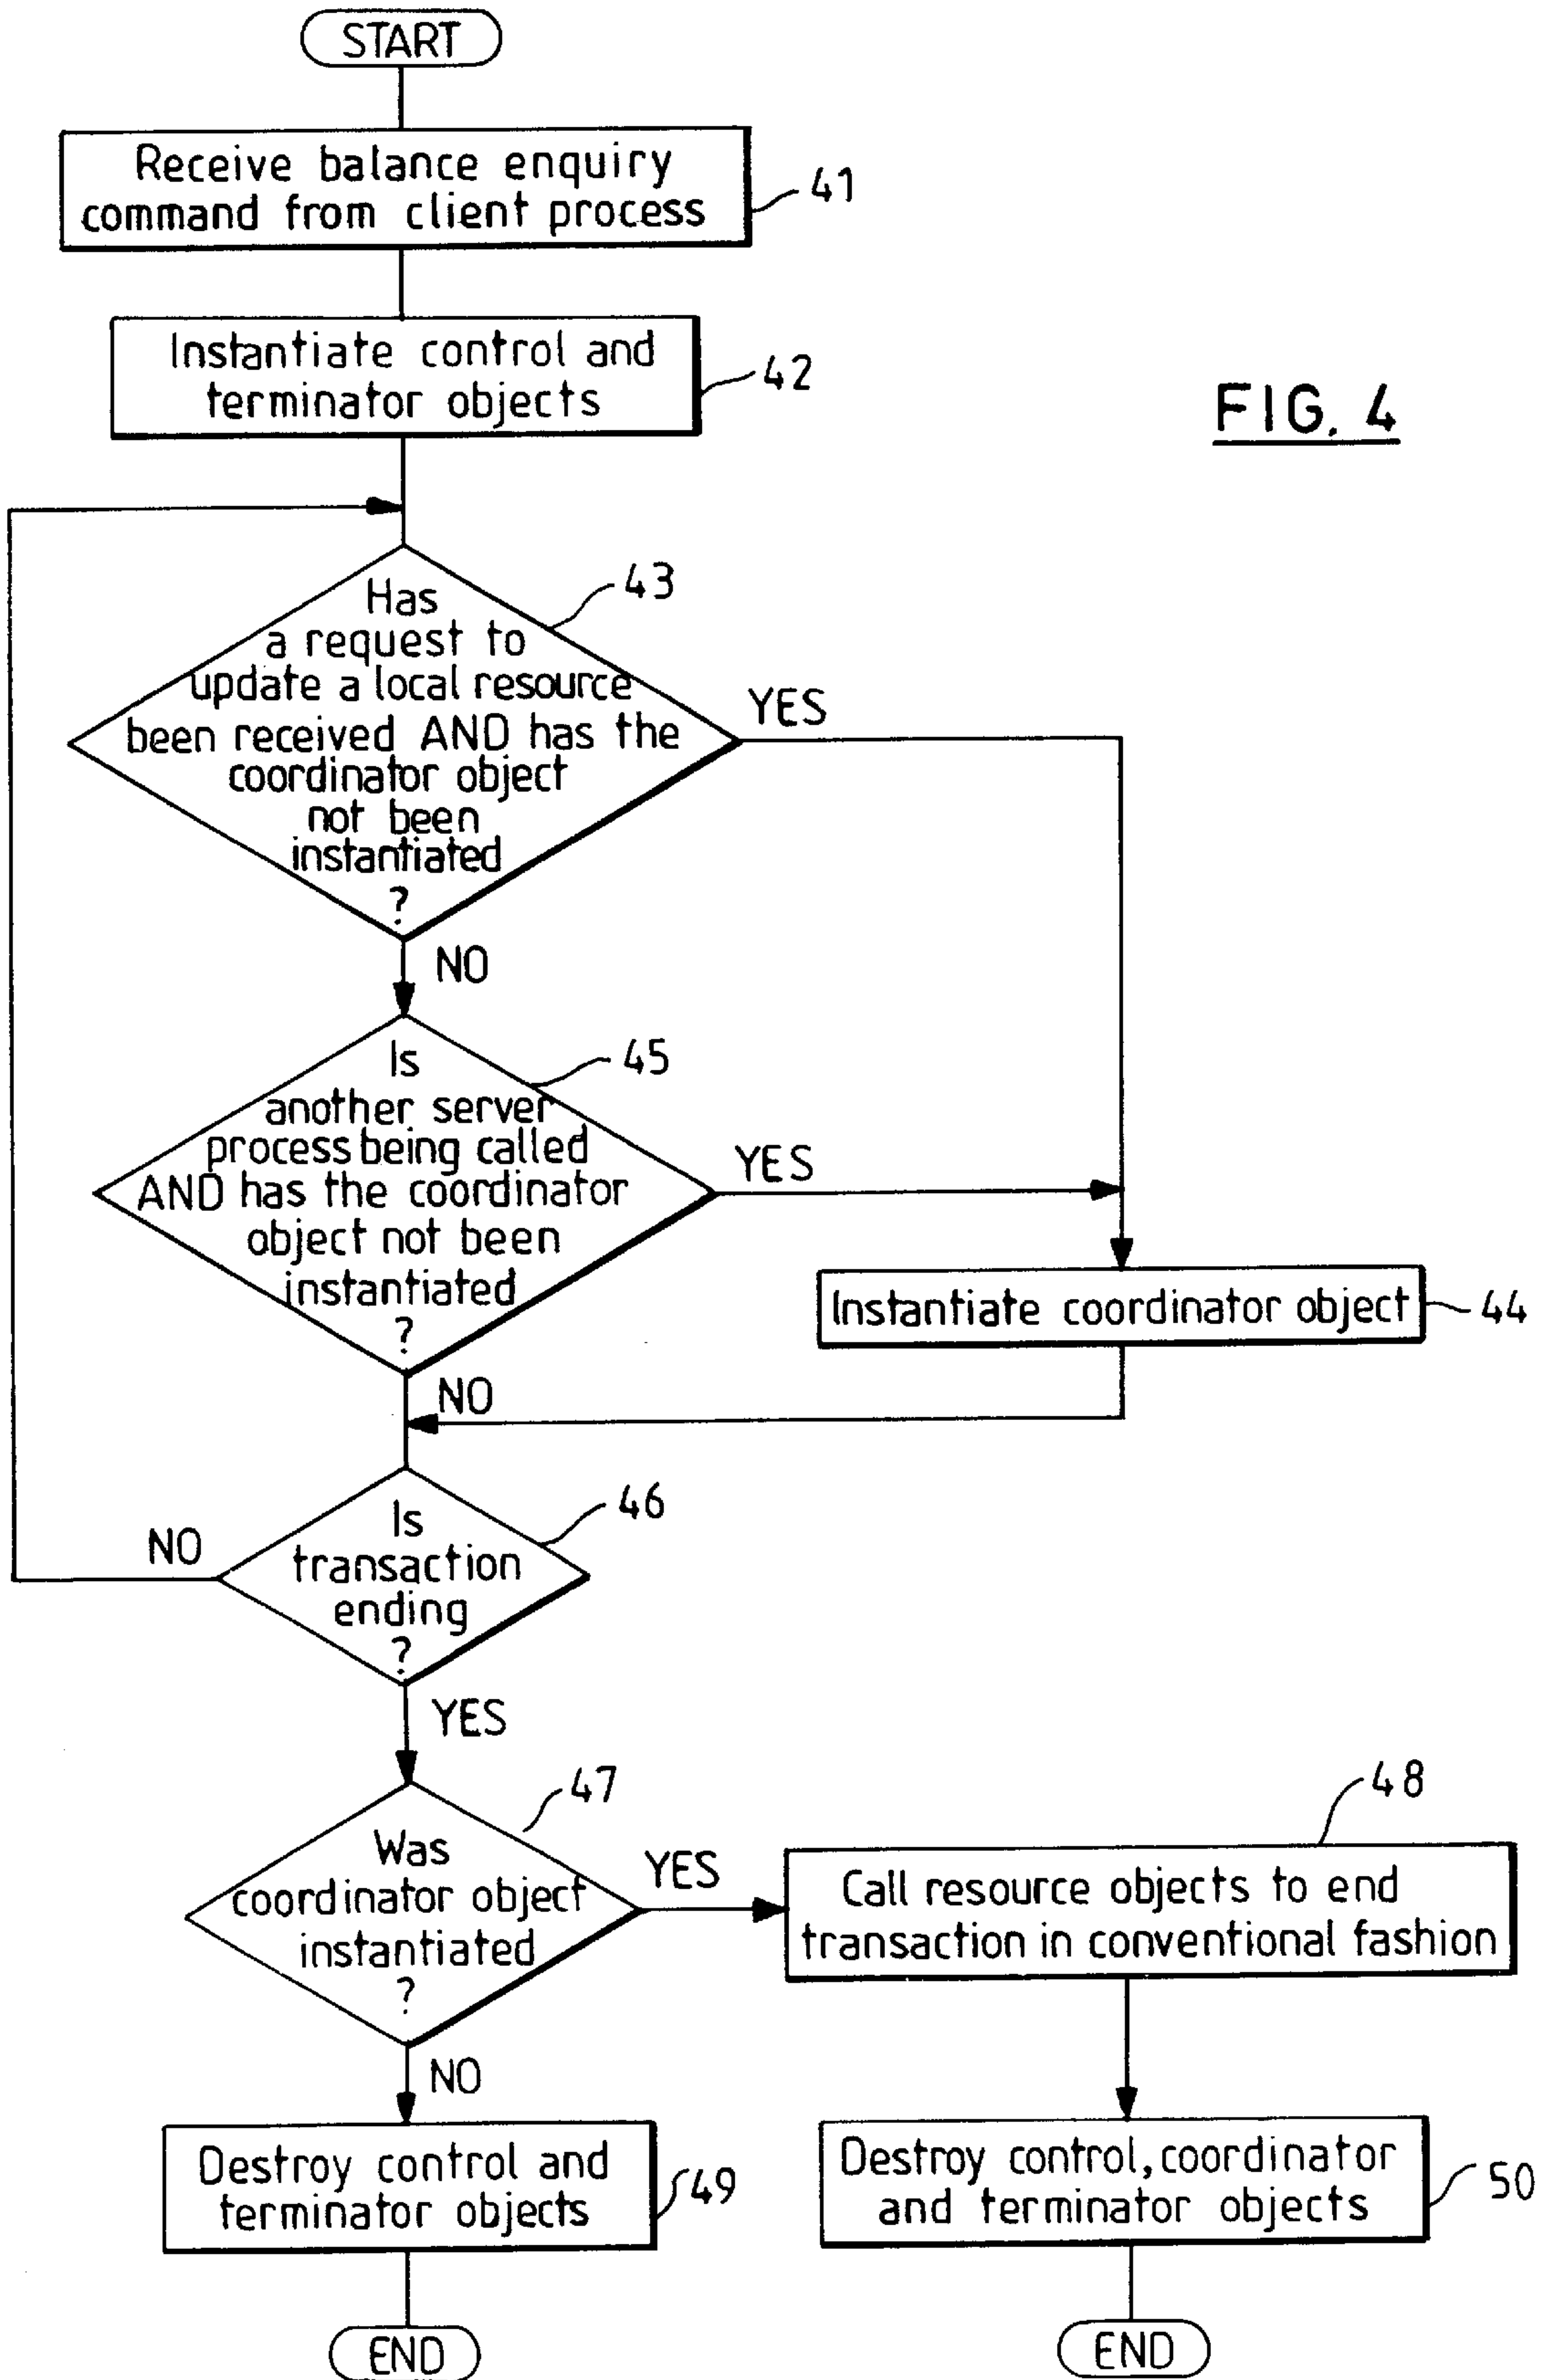 START
Receive balance enquiry
command from client process
41
Instantiate control and
terminator objects
42
FIG. 4
Has
a request to
update a local resource
been received AND has the
coordinator object
not been
instantiated
?
43
YES
NO
Is
another server
process being called
AND has the coordinator
object not been
instantiated
?
45
YES
Instantiate coordinator object
44
NO
Is
transaction
ending
?
46
NO
YES
Was
coordinator object
instantiated
?
47
YES
Call resource objects to end
transaction in conventional fashion
48
NO
Destroy control and
terminator objects
49
Destroy control, coordinator
and terminator objects
50
END
END